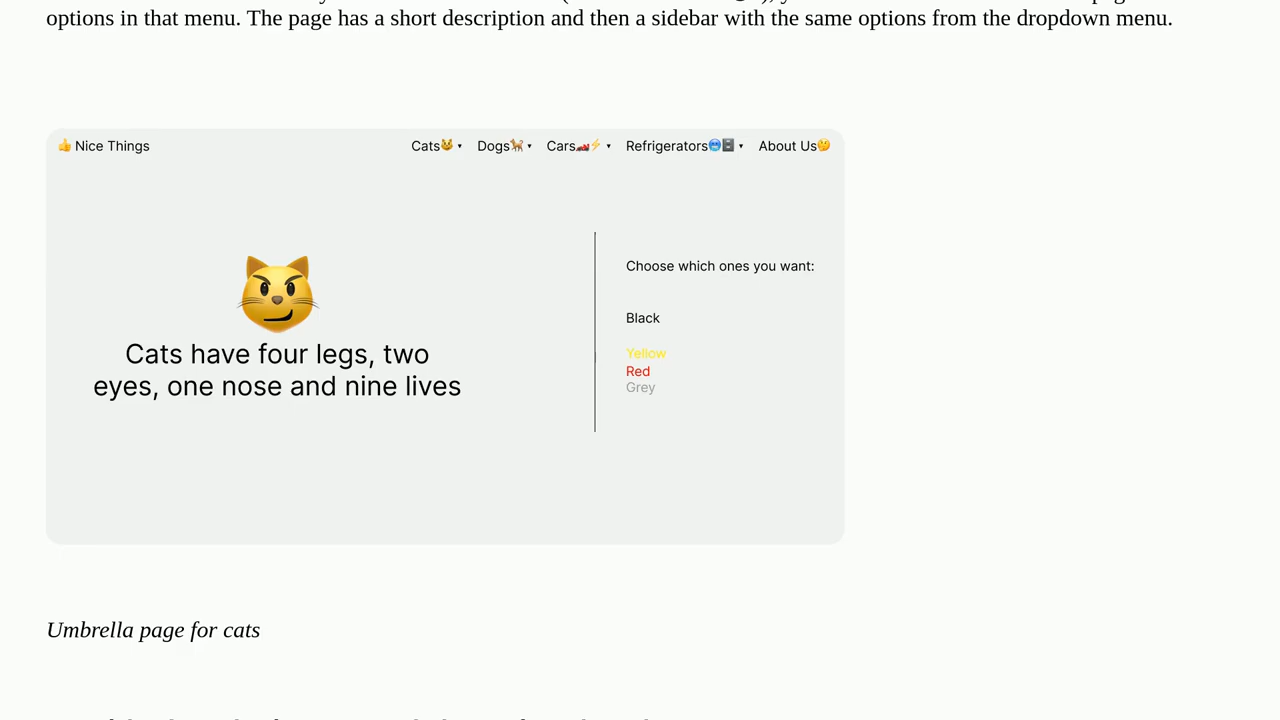 options in that menu. The page has a short description and then a sidebar with the same options from the dropdown menu.
👍 Nice Things
Cats😼 ▾ Dogs🐕‍🦺 ▾ Cars🏎️⚡ ▾ Refrigerators🥶🗄️ ▾ About Us🤔
Choose which ones you want:
Black
Yellow
Red
Grey
Cats have four legs, two
eyes, one nose and nine lives
Umbrella page for cats